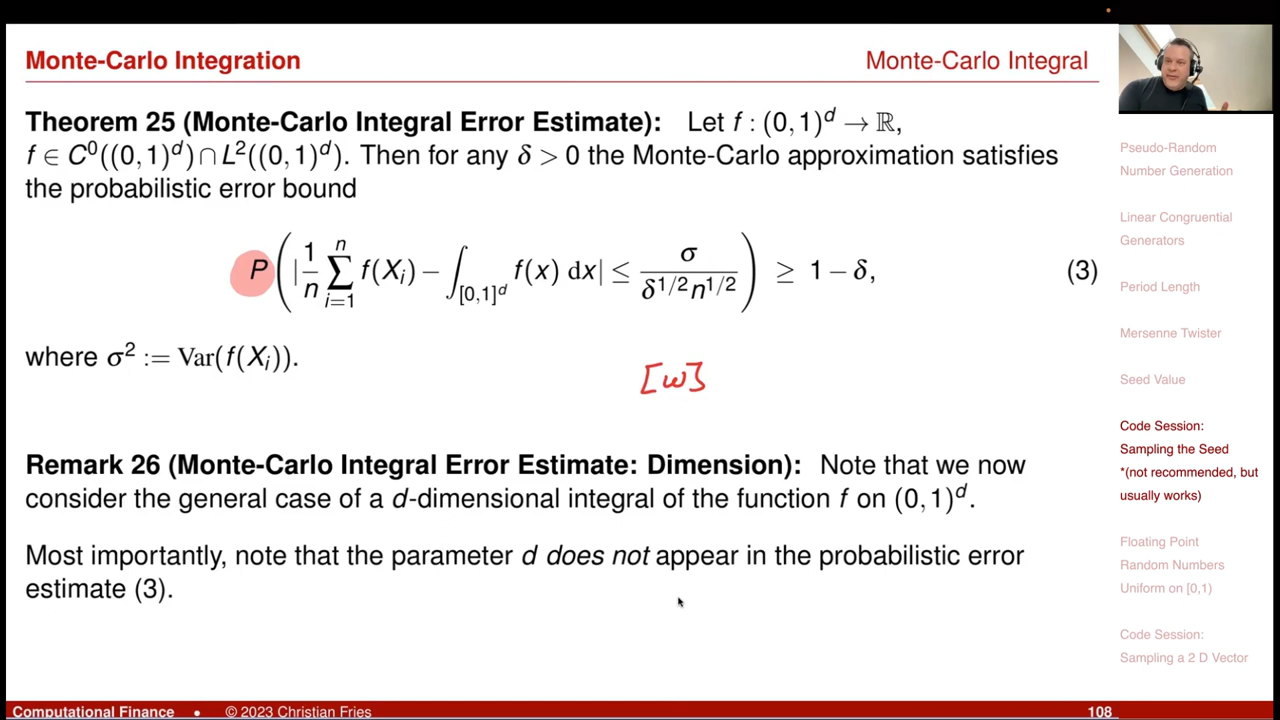 Monte-Carlo Integration
Monte-Carlo Integral
Theorem 25 (Monte-Carlo Integral Error Estimate): Let f : (0,1)^d → ℝ,
f ∈ C^0((0,1)^d) ∩ L^2((0,1)^d). Then for any δ > 0 the Monte-Carlo approximation satisfies
the probabilistic error bound
P( | 1/n ∑_{i=1}^{n} f(X_i) − ∫_{[0,1]^d} f(x) dx | ≤ σ / (δ^{1/2} n^{1/2}) ) ≥ 1 − δ, (3)
where σ^2 := Var(f(X_i)).
[ω]
Remark 26 (Monte-Carlo Integral Error Estimate: Dimension): Note that we now
consider the general case of a d-dimensional integral of the function f on (0,1)^d.
Most importantly, note that the parameter d does not appear in the probabilistic error
estimate (3).
Pseudo-Random
Number Generation
Linear Congruential
Generators
Period Length
Mersenne Twister
Seed Value
Code Session:
Sampling the Seed
*(not recommended, but
usually works)
Floating Point
Random Numbers
Uniform on [0,1)
Code Session:
Sampling a 2 D Vector
Computational Finance • © 2023 Christian Fries 108